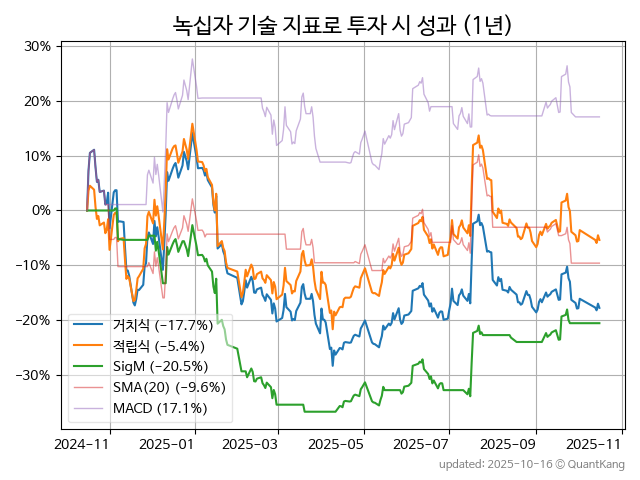 녹십자 기술 지표로 투자 시 성과 (1년)
30%
20%
10%
0%
−10%
−20%
−30%
거치식 (−17.7%)
적립식 (−5.4%)
SigM (−20.5%)
SMA(20) (−9.6%)
MACD (17.1%)
2024-11 2025-01 2025-03 2025-05 2025-07 2025-09 2025-11
updated: 2025-10-16 © QuantKang